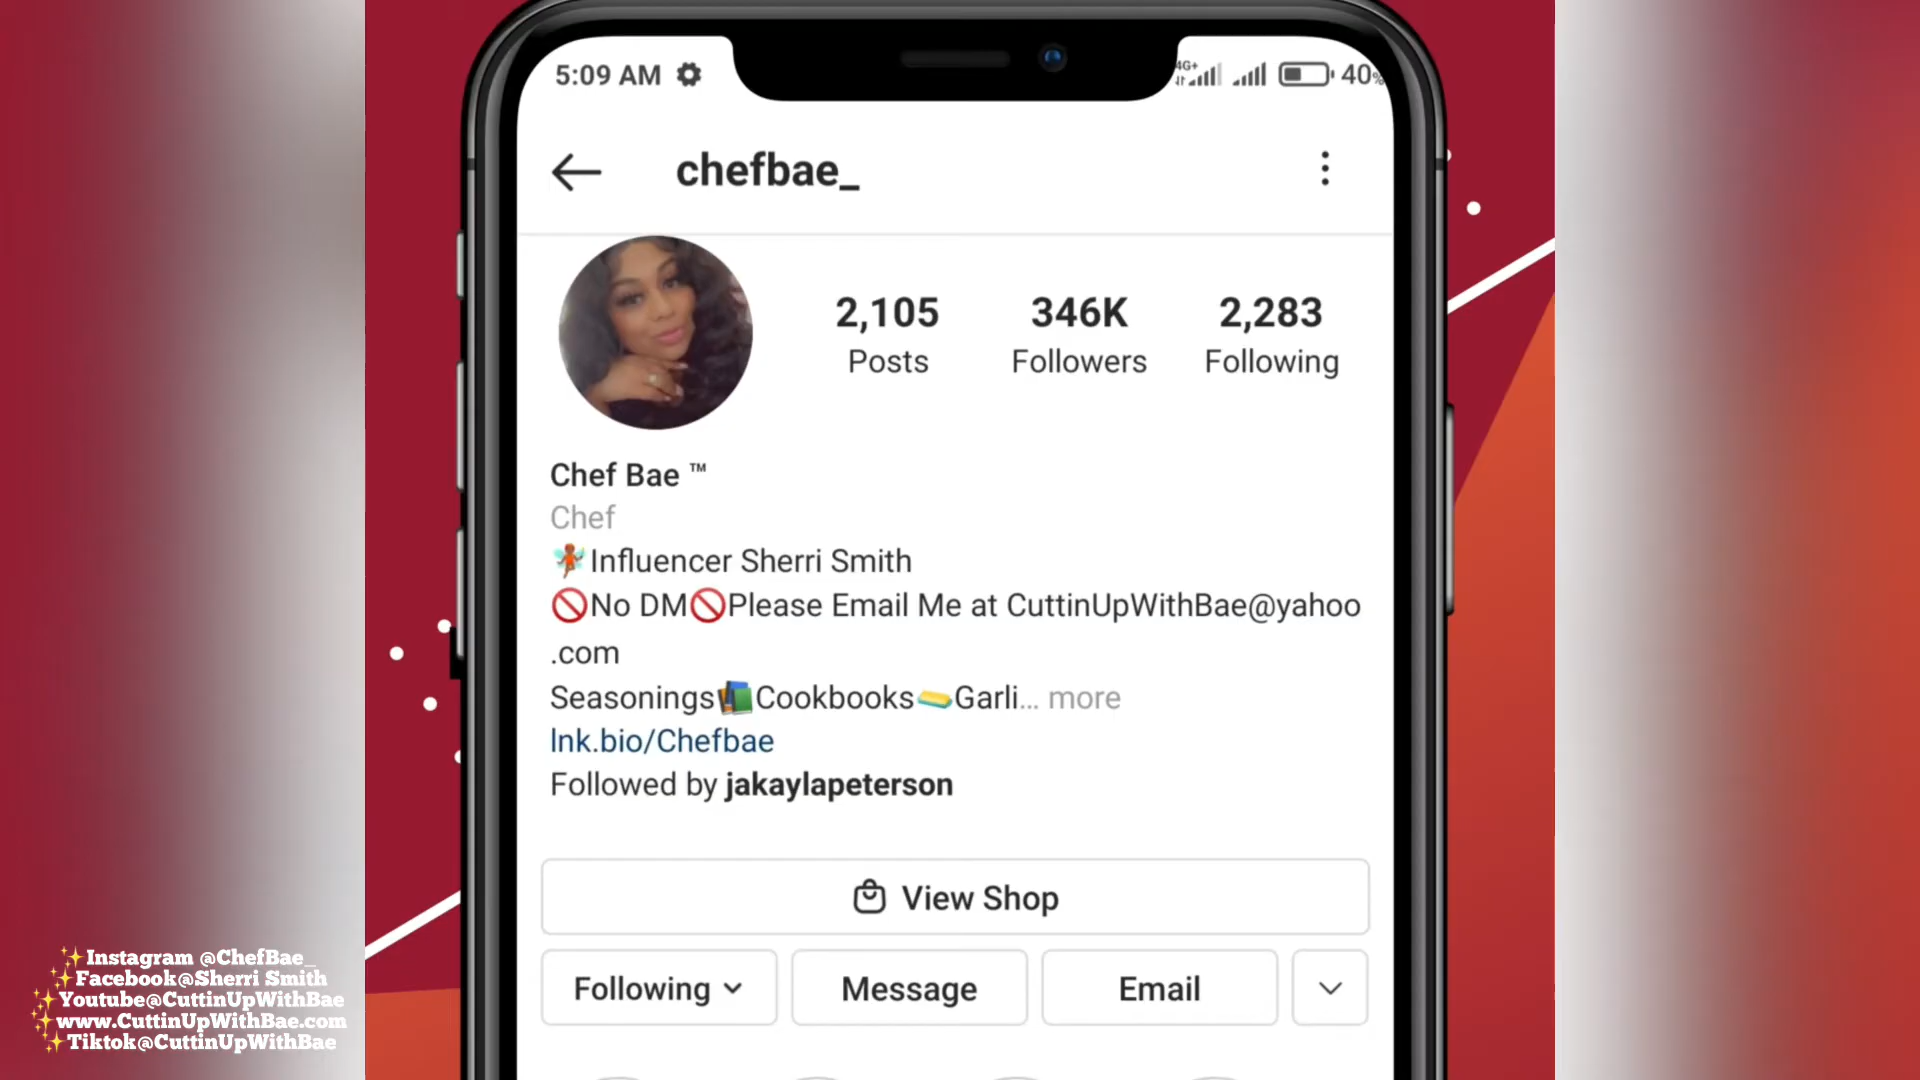 5:09 AM
4G+
40%
chefbae_
2,105
Posts
346K
Followers
2,283
Following
Chef Bae ™
Chef
🧚🏾Influencer Sherri Smith
🚫No DM🚫Please Email Me at CuttinUpWithBae@yahoo
.com
Seasonings📚Cookbooks🧈Garli... more
lnk.bio/Chefbae
Followed by jakaylapeterson
View Shop
Following
Message
Email
✨Instagram @ChefBae_
✨Facebook@Sherri Smith
✨Youtube@CuttinUpWithBae
✨www.CuttinUpWithBae.com
✨Tiktok@CuttinUpWithBae